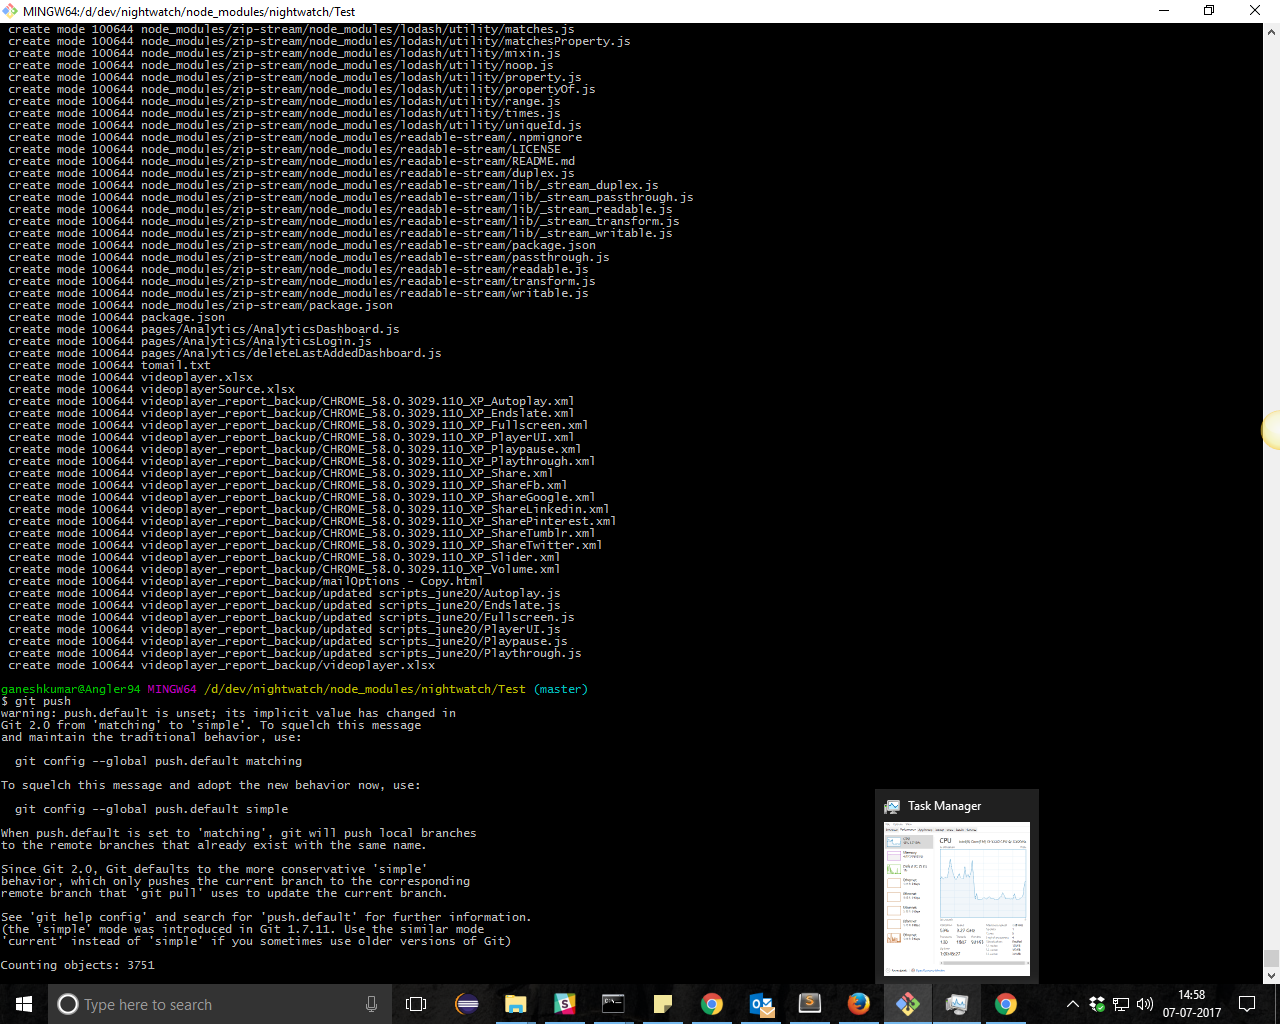 MINGW64:/d/dev/nightwatch/node_modules/nightwatch/Test
create mode 100644 node_modules/zip-stream/node_modules/lodash/utility/matches.js
create mode 100644 node_modules/zip-stream/node_modules/lodash/utility/matchesProperty.js
create mode 100644 node_modules/zip-stream/node_modules/lodash/utility/mixin.js
create mode 100644 node_modules/zip-stream/node_modules/lodash/utility/noop.js
create mode 100644 node_modules/zip-stream/node_modules/lodash/utility/property.js
create mode 100644 node_modules/zip-stream/node_modules/lodash/utility/propertyOf.js
create mode 100644 node_modules/zip-stream/node_modules/lodash/utility/range.js
create mode 100644 node_modules/zip-stream/node_modules/lodash/utility/times.js
create mode 100644 node_modules/zip-stream/node_modules/lodash/utility/uniqueId.js
create mode 100644 node_modules/zip-stream/node_modules/readable-stream/.npmignore
create mode 100644 node_modules/zip-stream/node_modules/readable-stream/LICENSE
create mode 100644 node_modules/zip-stream/node_modules/readable-stream/README.md
create mode 100644 node_modules/zip-stream/node_modules/readable-stream/duplex.js
create mode 100644 node_modules/zip-stream/node_modules/readable-stream/lib/_stream_duplex.js
create mode 100644 node_modules/zip-stream/node_modules/readable-stream/lib/_stream_passthrough.js
create mode 100644 node_modules/zip-stream/node_modules/readable-stream/lib/_stream_readable.js
create mode 100644 node_modules/zip-stream/node_modules/readable-stream/lib/_stream_transform.js
create mode 100644 node_modules/zip-stream/node_modules/readable-stream/lib/_stream_writable.js
create mode 100644 node_modules/zip-stream/node_modules/readable-stream/package.json
create mode 100644 node_modules/zip-stream/node_modules/readable-stream/passthrough.js
create mode 100644 node_modules/zip-stream/node_modules/readable-stream/readable.js
create mode 100644 node_modules/zip-stream/node_modules/readable-stream/transform.js
create mode 100644 node_modules/zip-stream/node_modules/readable-stream/writable.js
create mode 100644 node_modules/zip-stream/package.json
create mode 100644 package.json
create mode 100644 pages/Analytics/AnalyticsDashboard.js
create mode 100644 pages/Analytics/AnalyticsLogin.js
create mode 100644 pages/Analytics/deleteLastAddedDashboard.js
create mode 100644 tomail.txt
create mode 100644 videoplayer.xlsx
create mode 100644 videoplayerSource.xlsx
create mode 100644 videoplayer_report_backup/CHROME_58.0.3029.110_XP_Autoplay.xml
create mode 100644 videoplayer_report_backup/CHROME_58.0.3029.110_XP_Endslate.xml
create mode 100644 videoplayer_report_backup/CHROME_58.0.3029.110_XP_Fullscreen.xml
create mode 100644 videoplayer_report_backup/CHROME_58.0.3029.110_XP_PlayerUI.xml
create mode 100644 videoplayer_report_backup/CHROME_58.0.3029.110_XP_Playpause.xml
create mode 100644 videoplayer_report_backup/CHROME_58.0.3029.110_XP_Playthrough.xml
create mode 100644 videoplayer_report_backup/CHROME_58.0.3029.110_XP_Share.xml
create mode 100644 videoplayer_report_backup/CHROME_58.0.3029.110_XP_ShareFb.xml
create mode 100644 videoplayer_report_backup/CHROME_58.0.3029.110_XP_ShareGoogle.xml
create mode 100644 videoplayer_report_backup/CHROME_58.0.3029.110_XP_ShareLinkedin.xml
create mode 100644 videoplayer_report_backup/CHROME_58.0.3029.110_XP_SharePinterest.xml
create mode 100644 videoplayer_report_backup/CHROME_58.0.3029.110_XP_ShareTumblr.xml
create mode 100644 videoplayer_report_backup/CHROME_58.0.3029.110_XP_ShareTwitter.xml
create mode 100644 videoplayer_report_backup/CHROME_58.0.3029.110_XP_Slider.xml
create mode 100644 videoplayer_report_backup/CHROME_58.0.3029.110_XP_Volume.xml
create mode 100644 videoplayer_report_backup/mailOptions - Copy.html
create mode 100644 videoplayer_report_backup/updated scripts_june20/Autoplay.js
create mode 100644 videoplayer_report_backup/updated scripts_june20/Endslate.js
create mode 100644 videoplayer_report_backup/updated scripts_june20/Fullscreen.js
create mode 100644 videoplayer_report_backup/updated scripts_june20/PlayerUI.js
create mode 100644 videoplayer_report_backup/updated scripts_june20/Playpause.js
create mode 100644 videoplayer_report_backup/updated scripts_june20/Playthrough.js
create mode 100644 videoplayer_report_backup/videoplayer.xlsx
ganeshkumar@Angler94 MINGW64 /d/dev/nightwatch/node_modules/nightwatch/Test (master)
$ git push
warning: push.default is unset; its implicit value has changed in
Git 2.0 from 'matching' to 'simple'. To squelch this message
and maintain the traditional behavior, use:
git config --global push.default matching
To squelch this message and adopt the new behavior now, use:
git config --global push.default simple
When push.default is set to 'matching', git will push local branches
to the remote branches that already exist with the same name.
Since Git 2.0, Git defaults to the more conservative 'simple'
behavior, which only pushes the current branch to the corresponding
remote branch that 'git pull' uses to update the current branch.
See 'git help config' and search for 'push.default' for further information.
(the 'simple' mode was introduced in Git 1.7.11. Use the similar mode
'current' instead of 'simple' if you sometimes use older versions of Git)
Counting objects: 3751
Task Manager
CPU
Type here to search
14:58
07-07-2017